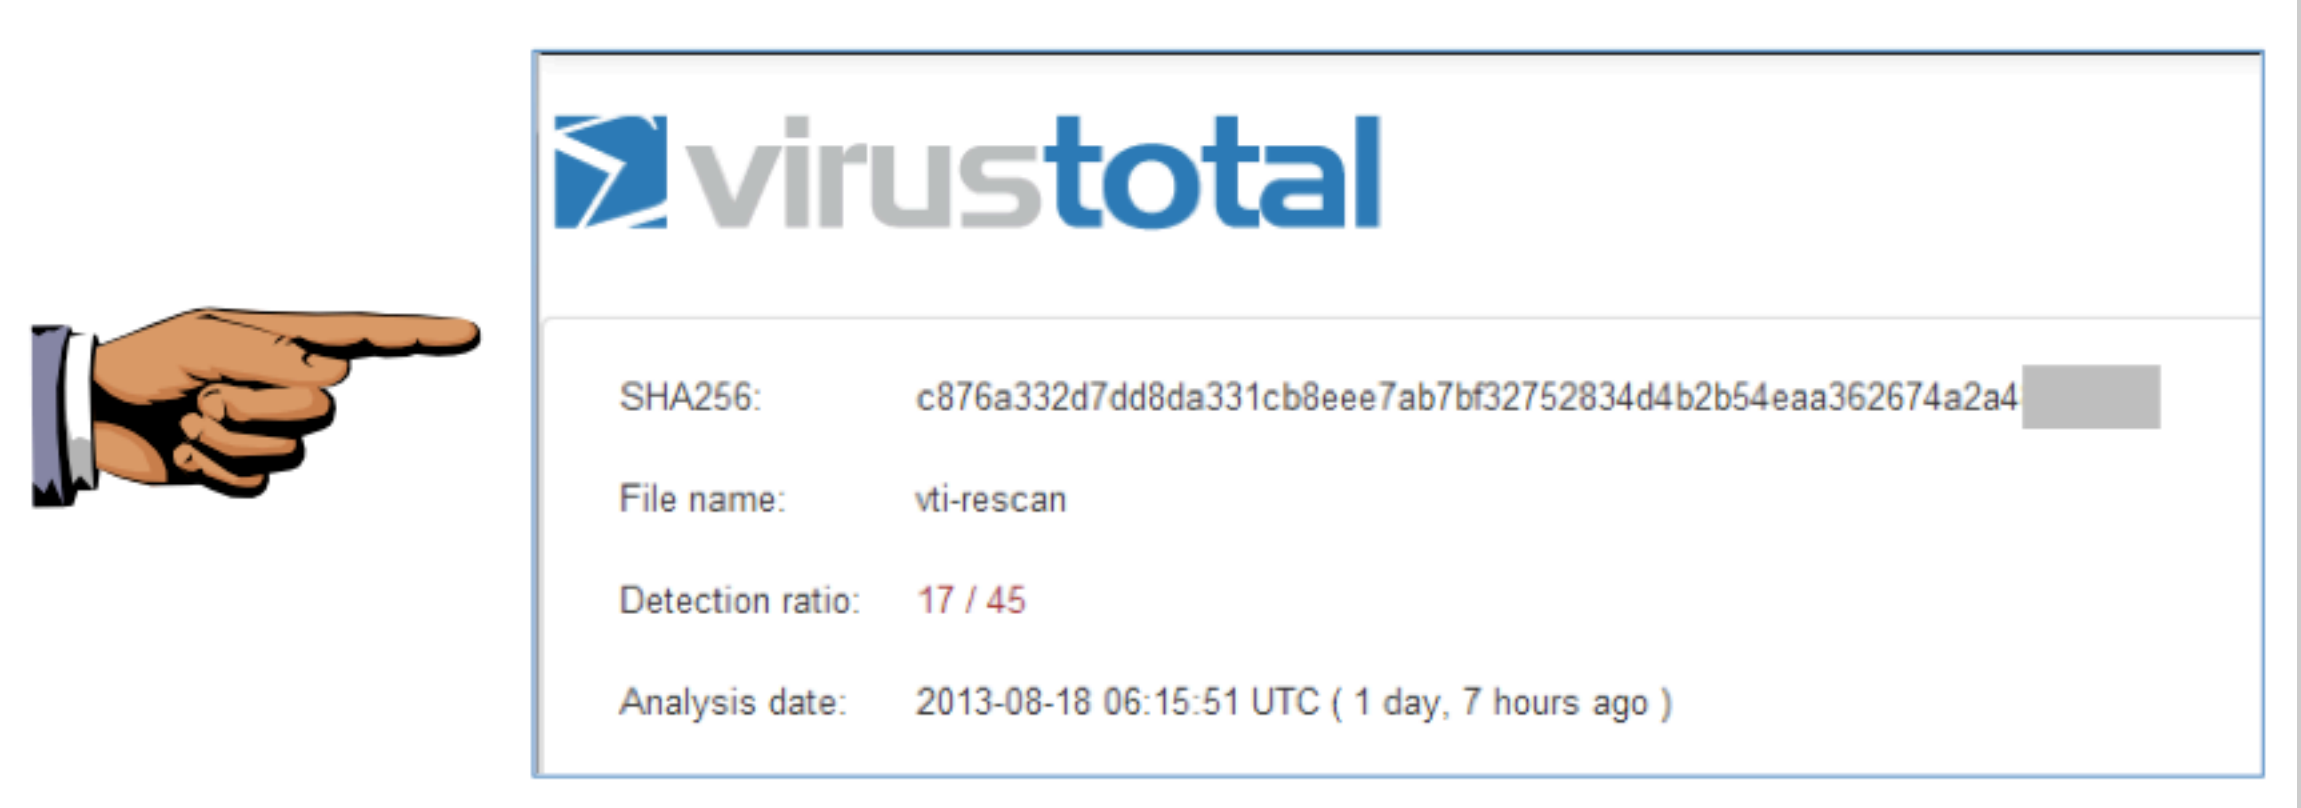 virustotal
SHA256: c876a332d7dd8da331cb8eee7ab7bf32752834d4b2b54eaa362674a2a4
File name: vti-rescan
Detection ratio: 17 / 45
Analysis date: 2013-08-18 06:15:51 UTC ( 1 day, 7 hours ago )